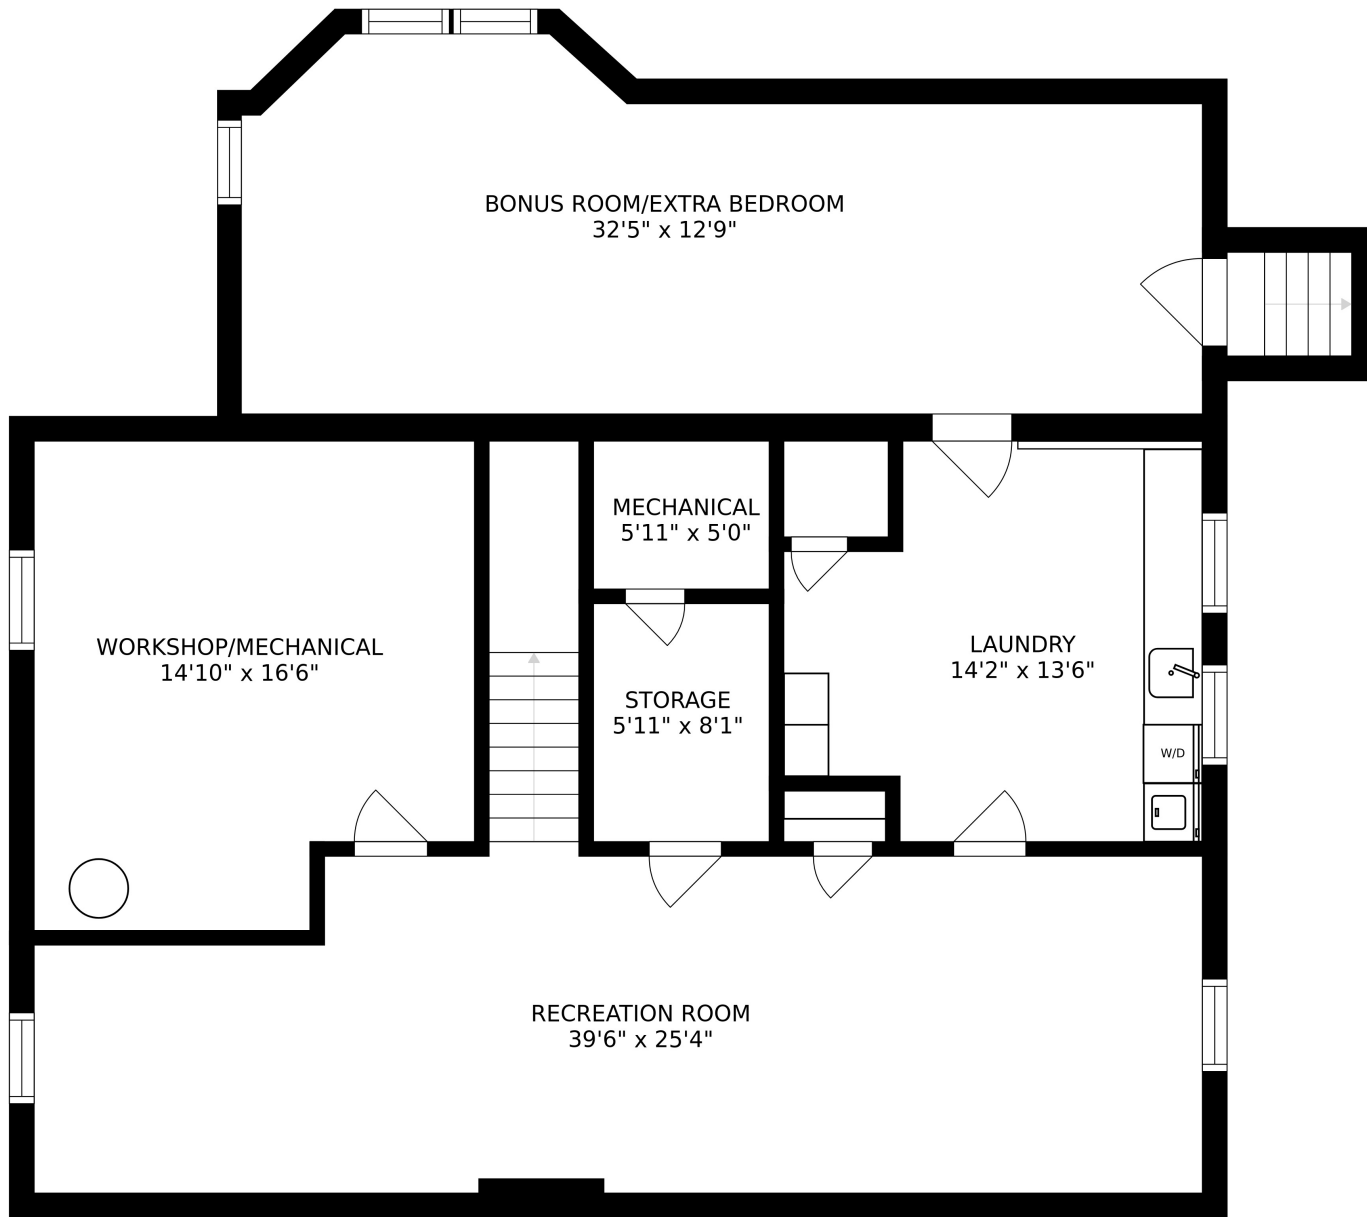 BONUS ROOM/EXTRA BEDROOM
32'5" x 12'9"
MECHANICAL
5'11" x 5'0"
WORKSHOP/MECHANICAL
14'10" x 16'6"
LAUNDRY
14'2" x 13'6"
STORAGE
5'11" x 8'1"
W/D
RECREATION ROOM
39'6" x 25'4"